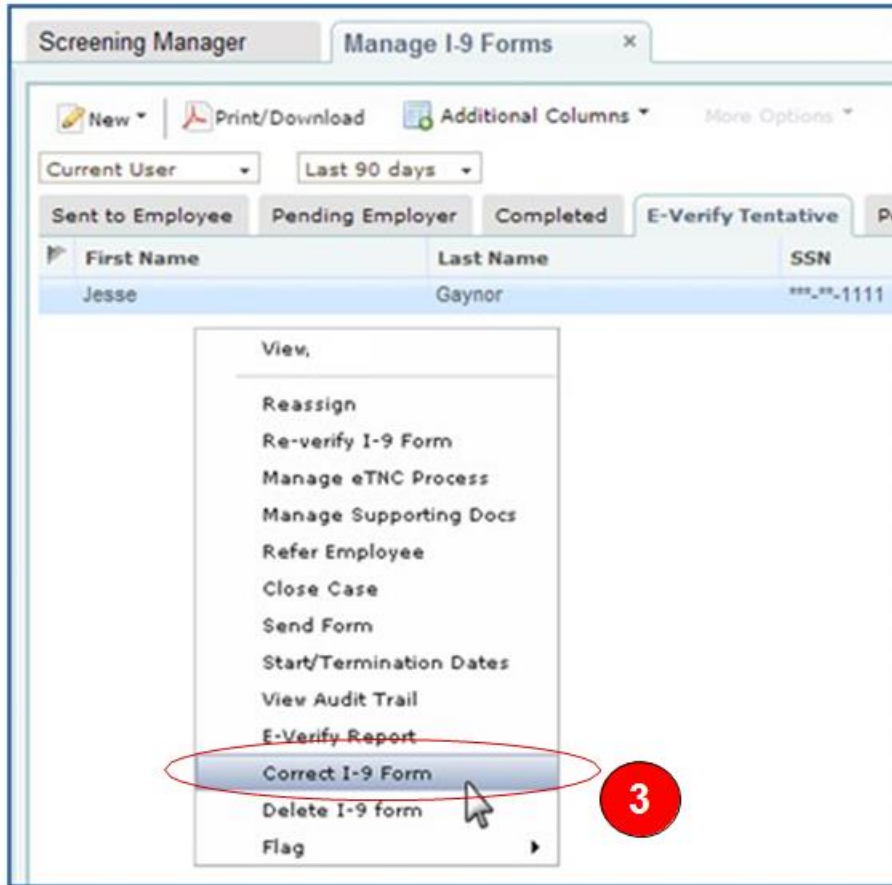 Screening Manager Manage I-9 Forms ×
New Print/Download Additional Columns More Options
Current User Last 90 days
Sent to Employee Pending Employer Completed E-Verify Tentative
First Name Last Name SSN
Jesse Gaynor ***-**-1111
View,
Reassign
Re-verify I-9 Form
Manage eTNC Process
Manage Supporting Docs
Refer Employee
Close Case
Send Form
Start/Termination Dates
View Audit Trail
E-Verify Report
Correct I-9 Form
3
Delete I-9 form
Flag